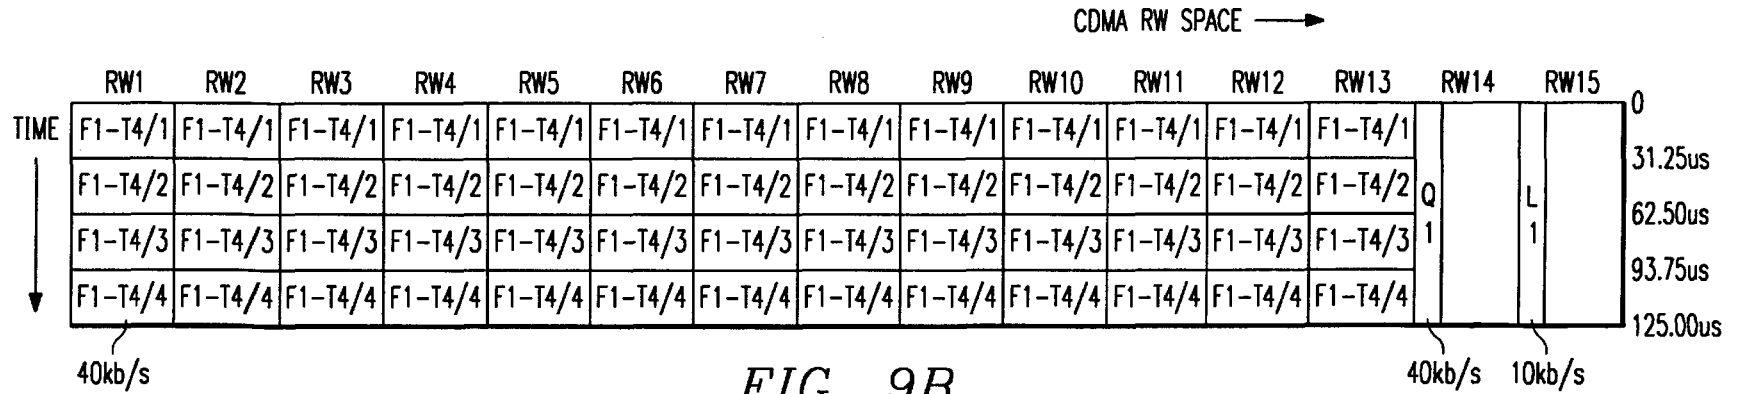 CDMA RW SPACE
RW1 RW2 RW3 RW4 RW5 RW6 RW7 RW8 RW9 RW10 RW11 RW12 RW13 RW14 RW15
0
TIME F1-T4/1 F1-T4/1 F1-T4/1 F1-T4/1 F1-T4/1 F1-T4/1 F1-T4/1 F1-T4/1 F1-T4/1 F1-T4/1 F1-T4/1 F1-T4/1 F1-T4/1
31.25us
F1-T4/2 F1-T4/2 F1-T4/2 F1-T4/2 F1-T4/2 F1-T4/2 F1-T4/2 F1-T4/2 F1-T4/2 F1-T4/2 F1-T4/2 F1-T4/2 F1-T4/2 Q L
62.50us
F1-T4/3 F1-T4/3 F1-T4/3 F1-T4/3 F1-T4/3 F1-T4/3 F1-T4/3 F1-T4/3 F1-T4/3 F1-T4/3 F1-T4/3 F1-T4/3 F1-T4/3 1 1
93.75us
F1-T4/4 F1-T4/4 F1-T4/4 F1-T4/4 F1-T4/4 F1-T4/4 F1-T4/4 F1-T4/4 F1-T4/4 F1-T4/4 F1-T4/4 F1-T4/4 F1-T4/4
125.00us
40kb/s 40kb/s 10kb/s
FIG. 9B